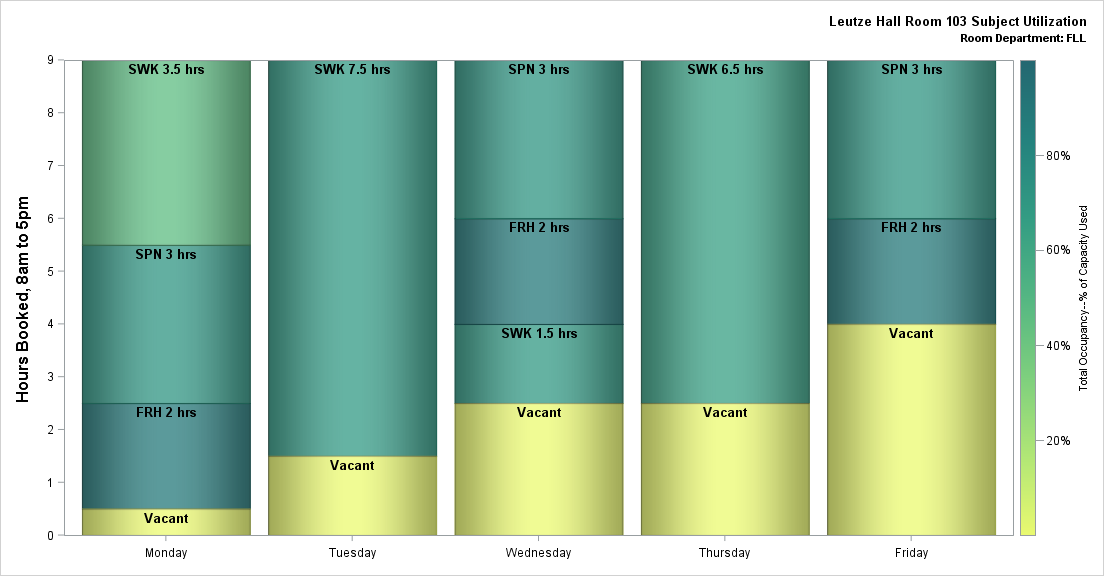 Leutze Hall Room 103 Subject Utilization
Room Department: FLL
Hours Booked, 8am to 5pm
9
8
7
6
5
4
3
2
1
0
SWK 3.5 hrs
SPN 3 hrs
FRH 2 hrs
Vacant
SWK 7.5 hrs
Vacant
SPN 3 hrs
FRH 2 hrs
SWK 1.5 hrs
Vacant
SWK 6.5 hrs
Vacant
SPN 3 hrs
FRH 2 hrs
Vacant
Monday
Tuesday
Wednesday
Thursday
Friday
80%
60%
40%
20%
Total Occupancy--% of Capacity Used